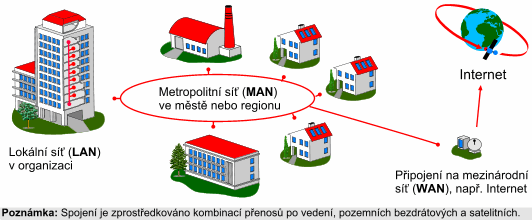 Internet
Metropolitní síť (MAN)
ve městě nebo regionu
Lokální síť (LAN)
v organizaci
Připojení na mezinárodní
síť (WAN), např. Internet
Poznámka: Spojení je zprostředkováno kombinací přenosů po vedení, pozemních bezdrátových a satelitních.